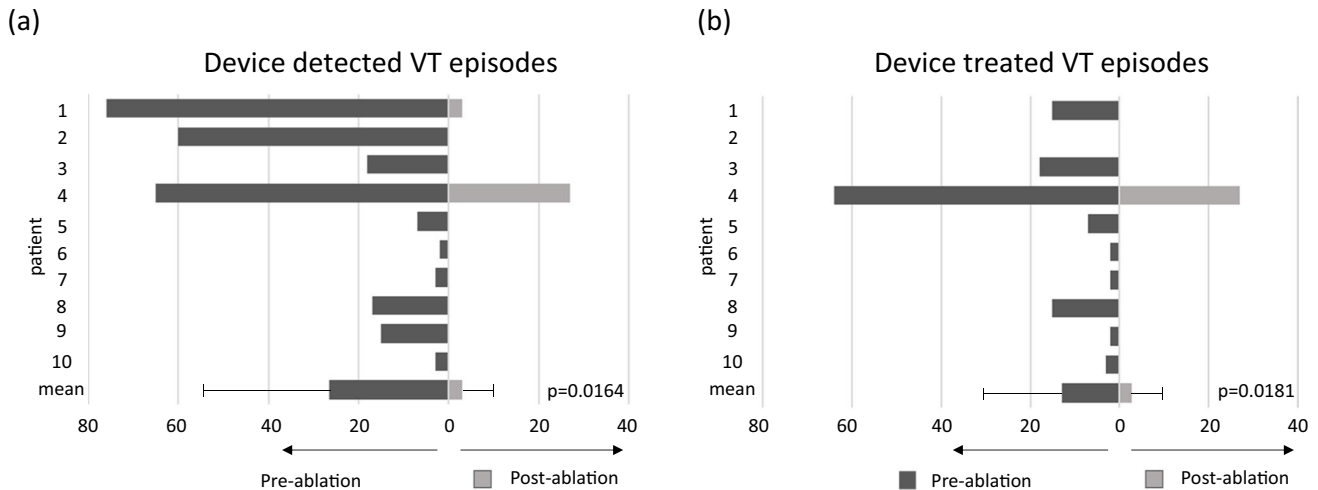 (a)
Device detected VT episodes
patient
1
2
3
4
5
6
7
8
9
10
mean
p=0.0164
80 60 40 20 0 20 40
Pre-ablation
Post-ablation
(b)
Device treated VT episodes
patient
1
2
3
4
5
6
7
8
9
10
mean
p=0.0181
80 60 40 20 0 20 40
Pre-ablation
Post-ablation